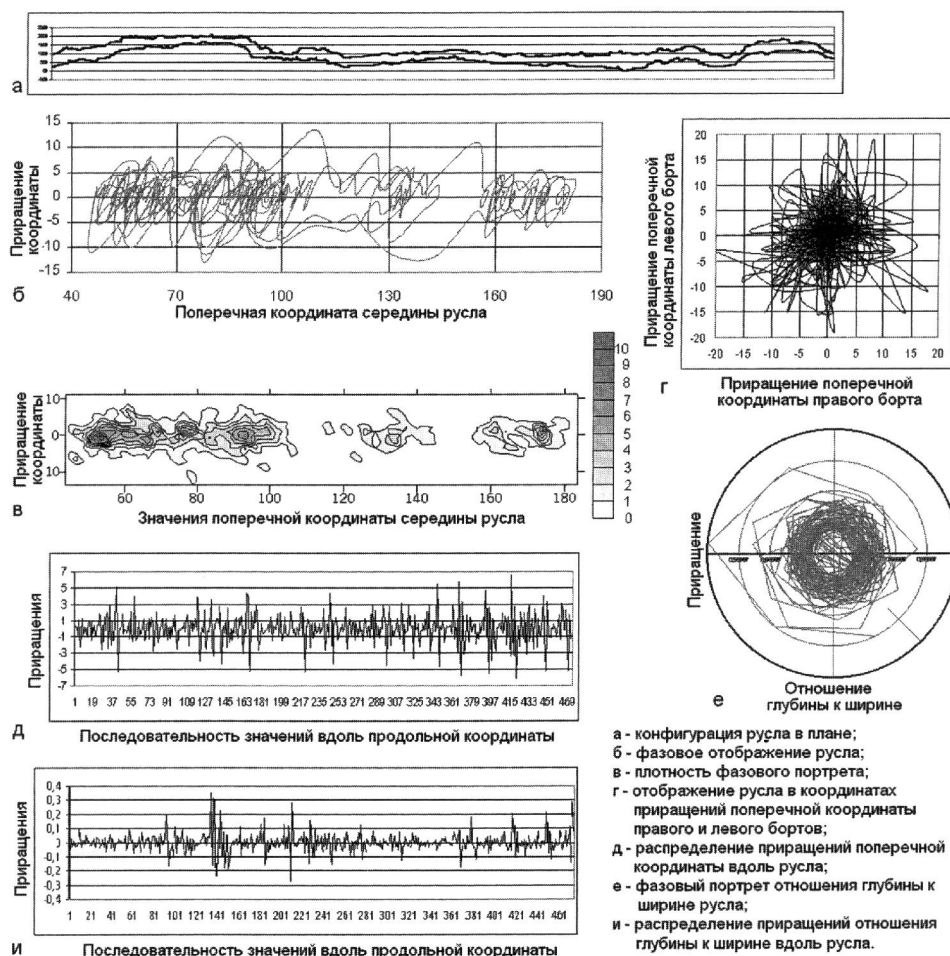 а
15
10
5
0
-5
-10
-15
Приращение
координаты
40 70 100 130 160 190
б
Поперечная координата середины русла
20
15
10
5
0
-5
-10
-15
-20
-20 -15 -10 -5 0 5 10 15 20
Приращение поперечной
координаты левого борта
г
Приращение поперечной
координаты правого борта
10
9
8
7
6
5
4
3
2
1
0
10
0
10
Приращение
координаты
60 80 100 120 140 160 180
в
Значения поперечной координаты середины русла
Приращение
Отношение
глубины к ширине
е
7
5
3
1
-1
-3
-5
-7
Приращения
1 19 37 55 73 91 109 127 145 163 181 199 217 235 253 271 289 307 325 343 361 379 397 415 433 451 469
д
Последовательность значений вдоль продольной координаты
0,4
0,3
0,2
0,1
0
-0,1
-0,2
-0,3
-0,4
Приращения
1 21 41 61 81 101 121 141 161 181 201 221 241 261 281 301 321 341 361 381 401 421 441 461
и
Последовательность значений вдоль продольной координаты
а - конфигурация русла в плане;
б - фазовое отображение русла;
в - плотность фазового портрета;
г - отображение русла в координатах
приращений поперечной координаты
правого и левого бортов;
д - распределение приращений поперечной
координаты вдоль русла;
е - фазовый портрет отношения глубины к
ширине русла;
и - распределение приращений отношения
глубины к ширине вдоль русла.